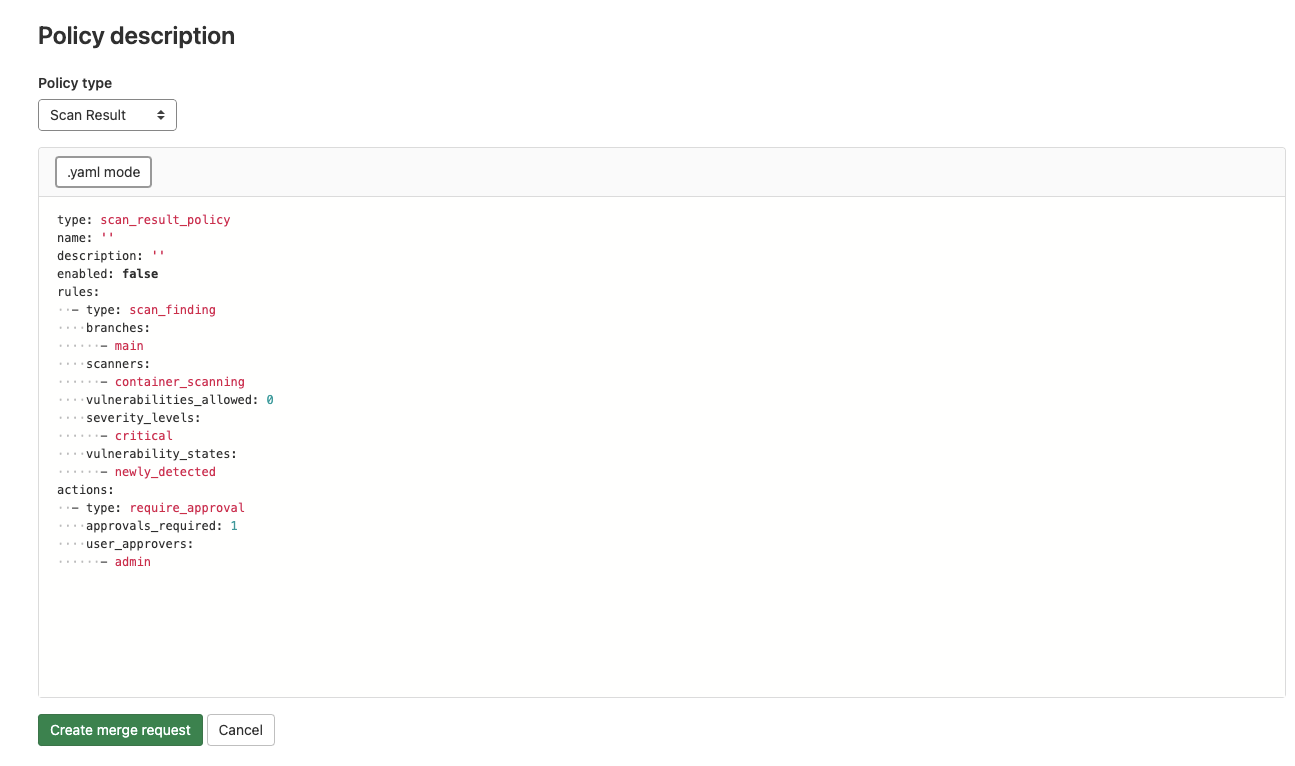 Policy description
Policy type
Scan Result
.yaml mode
type: scan_result_policy
name: ''
description: ''
enabled: false
rules:
··- type: scan_finding
····branches:
······- main
····scanners:
······- container_scanning
····vulnerabilities_allowed: 0
····severity_levels:
······- critical
····vulnerability_states:
······- newly_detected
actions:
··- type: require_approval
····approvals_required: 1
····user_approvers:
······- admin
Create merge request
Cancel